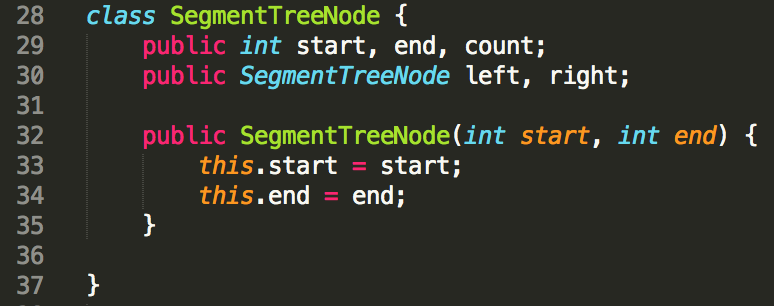 28 class SegmentTreeNode {
29     public int start, end, count;
30     public SegmentTreeNode left, right;
31
32     public SegmentTreeNode(int start, int end) {
33         this.start = start;
34         this.end = end;
35     }
36
37 }